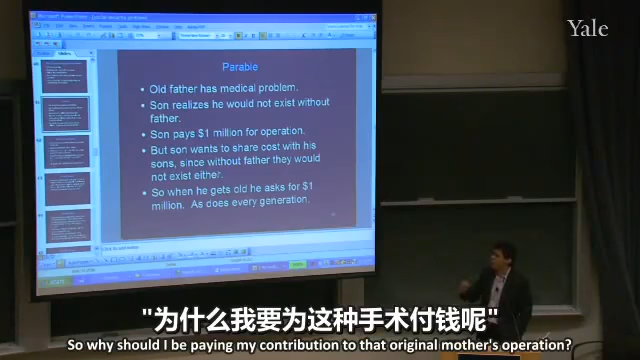 Yale
Parable
• Old father has medical problem.
• Son realizes he would not exist without
father.
• Son pays $1 million for operation.
• But son wants to share cost with his
sons, since without father they would
not exist either.
• So when he gets old he asks for $1
million. As does every generation.
"为什么我要为这种手术付钱呢"
So why should I be paying my contribution to that original mother's operation?